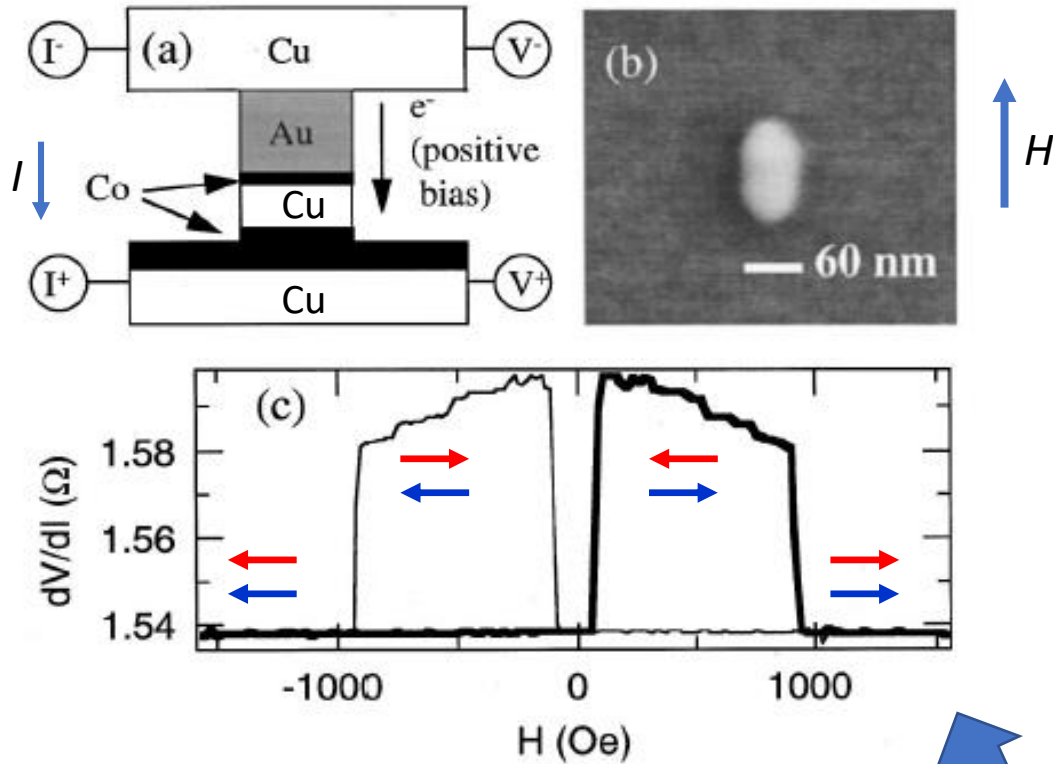 I⁻
(a)
Cu
V⁻
Au
e⁻
(positive
bias)
I
Co
Cu
I⁺
Cu
V⁺
(b)
60 nm
H
(c)
dV/dI (Ω)
1.58
1.56
1.54
-1000
0
1000
H (Oe)